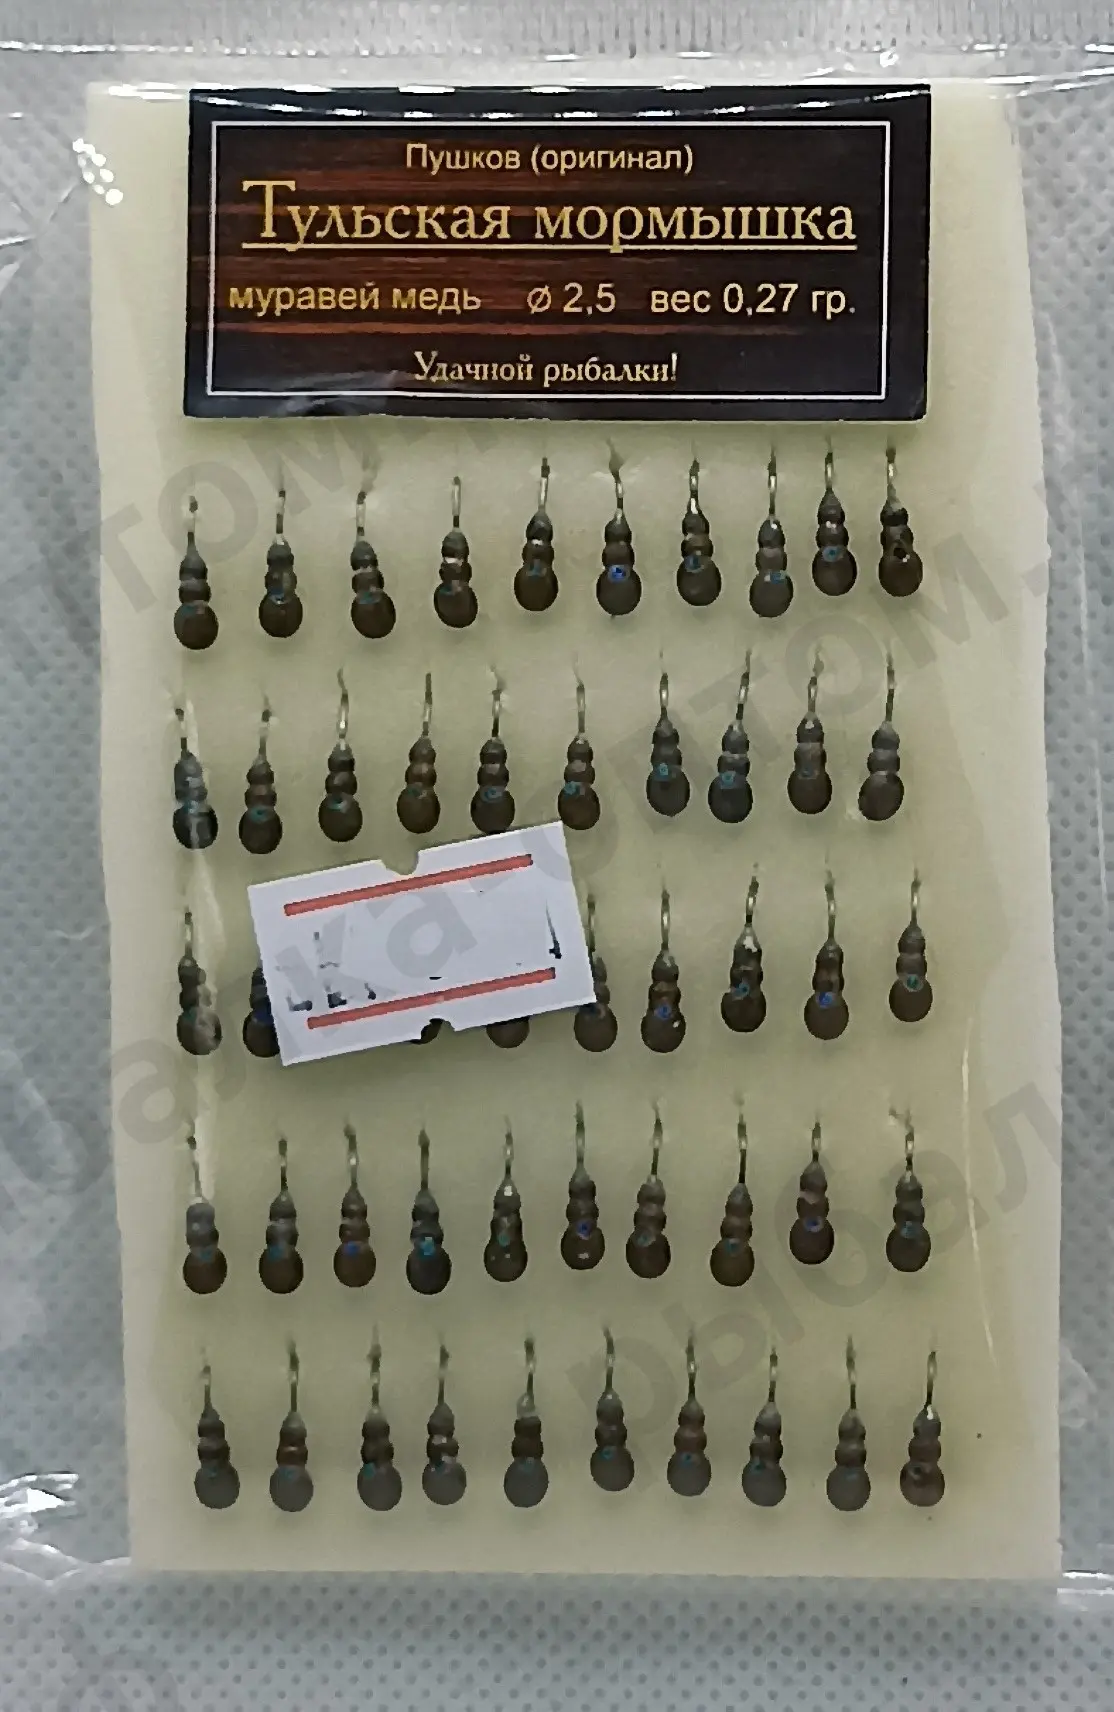 Пушков (оригинал)
Тульская мормышка
муравей медь ⌀ 2,5 вес 0,27 гр.
Удачной рыбалки!